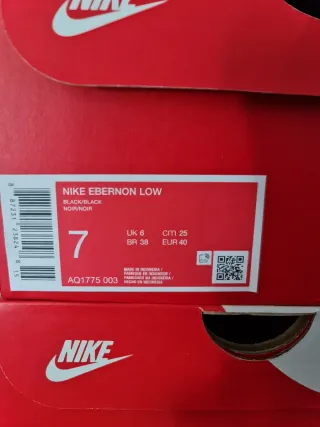 NIKE
NIKE EBERNON LOW
BLACK/BLACK
NOIR/NOIR
7
UK 6 CM 25
BR 38 EUR 40
AQ1775 003
MADE IN INDONESIA
NIKE